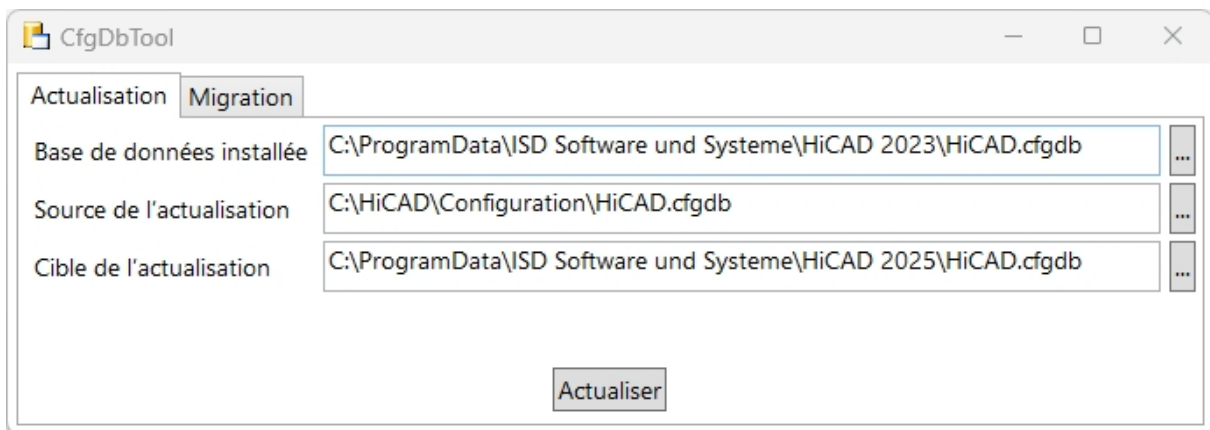 CfgDbTool
Actualisation Migration
Base de données installée C:\ProgramData\ISD Software und Systeme\HiCAD 2023\HiCAD.cfgdb ...
Source de l'actualisation C:\HiCAD\Configuration\HiCAD.cfgdb ...
Cible de l'actualisation C:\ProgramData\ISD Software und Systeme\HiCAD 2025\HiCAD.cfgdb ...
Actualiser